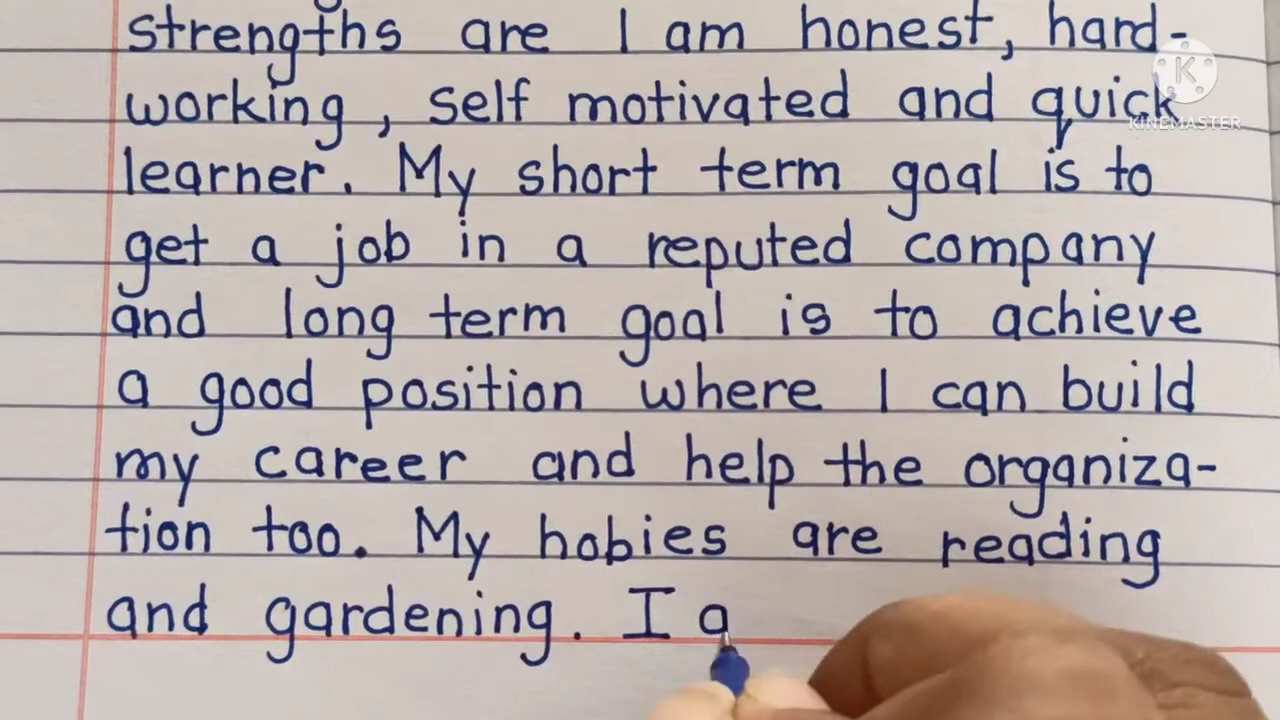 strengths are I am honest, hard-
working, self motivated and quick
learner. My short term goal is to
get a job in a reputed company
and long term goal is to achieve
a good position where I can build
my career and help the organiza-
tion too. My hobies are reading
and gardening. I a
K
KINEMASTER